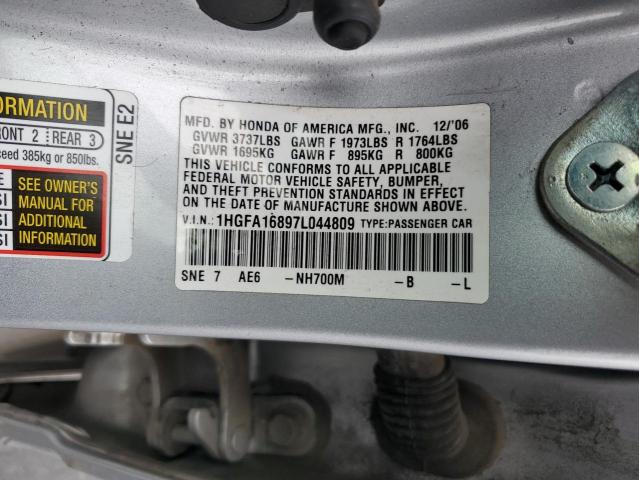 ORMATION
RONT 2 REAR 3
ceed 385kg or 850lbs.
SNE E2
E
SI
SI
SEE OWNER'S
MANUAL FOR
ADDITIONAL
INFORMATION
MFD. BY HONDA OF AMERICA MFG., INC. 12/'06
GVWR 3737LBS GAWR F 1973LBS R 1764LBS
GVWR 1695KG GAWR F 895KG R 800KG
THIS VEHICLE CONFORMS TO ALL APPLICABLE
FEDERAL MOTOR VEHICLE SAFETY, BUMPER,
AND THEFT PREVENTION STANDARDS IN EFFECT
ON THE DATE OF MANUFACTURE SHOWN ABOVE.
V.I.N.: 1HGFA16897L044809 TYPE:PASSENGER CAR
SNE 7 AE6 -NH700M -B -L